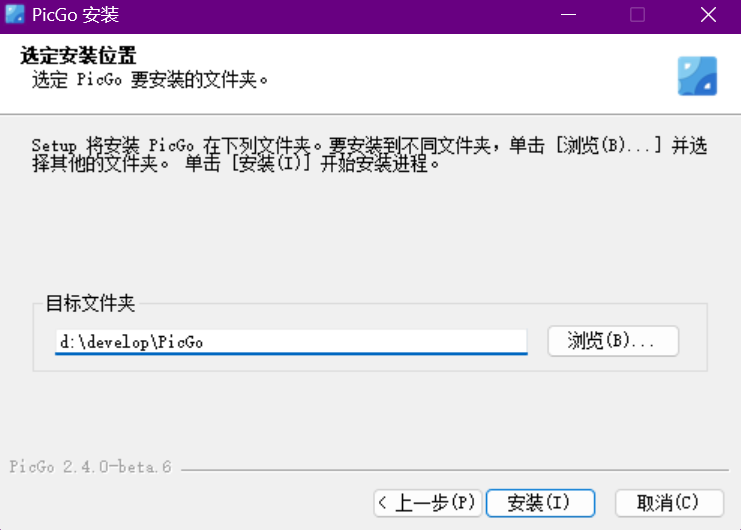 PicGo 安装
选定安装位置
选定 PicGo 要安装的文件夹。
Setup 将安装 PicGo 在下列文件夹。要安装到不同文件夹，单击 [浏览(B)...] 并选
择其他的文件夹。 单击 [安装(I)] 开始安装进程。
目标文件夹
d:\develop\PicGo
浏览(B)...
PicGo 2.4.0-beta.6
< 上一步(P)
安装(I)
取消(C)